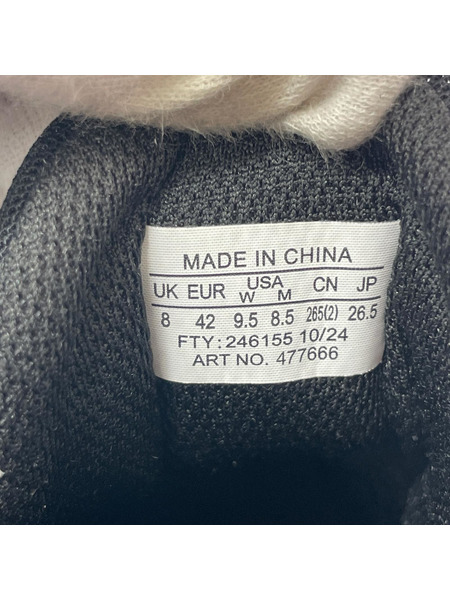 MADE IN CHINA
UK EUR USA CN JP
W M
8 42 9.5 8.5 265(2) 26.5
FTY: 246155 10/24
ART NO. 477666